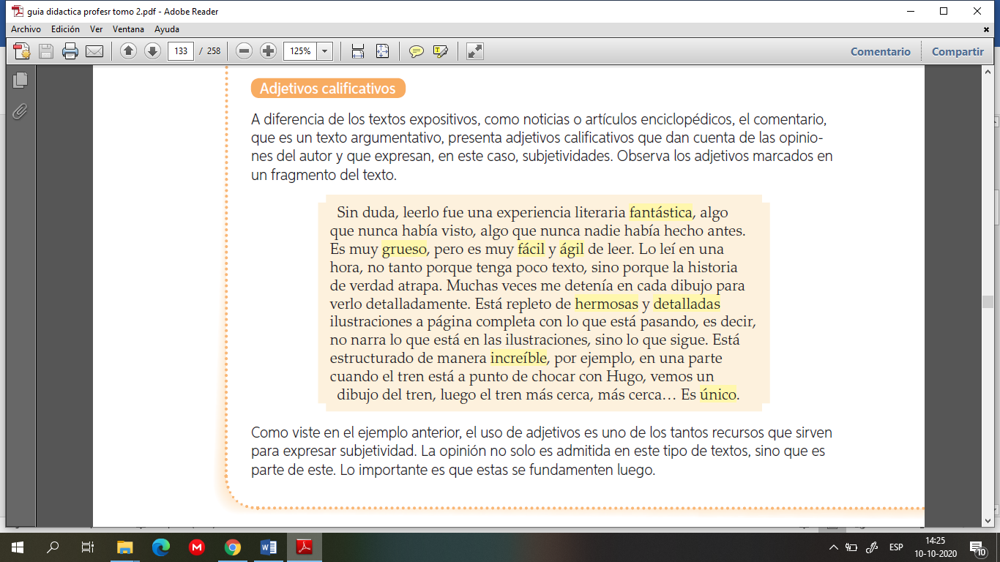 guia didactica profesr tomo 2.pdf - Adobe Reader
Archivo Edición Ver Ventana Ayuda
133 / 258 125% Comentario Compartir
Adjetivos calificativos
A diferencia de los textos expositivos, como noticias o artículos enciclopédicos, el comentario,
que es un texto argumentativo, presenta adjetivos calificativos que dan cuenta de las opinio-
nes del autor y que expresan, en este caso, subjetividades. Observa los adjetivos marcados en
un fragmento del texto.
Sin duda, leerlo fue una experiencia literaria fantástica, algo
que nunca había visto, algo que nunca nadie había hecho antes.
Es muy grueso, pero es muy fácil y ágil de leer. Lo leí en una
hora, no tanto porque tenga poco texto, sino porque la historia
de verdad atrapa. Muchas veces me detenía en cada dibujo para
verlo detalladamente. Está repleto de hermosas y detalladas
ilustraciones a página completa con lo que está pasando, es decir,
no narra lo que está en las ilustraciones, sino lo que sigue. Está
estructurado de manera increíble, por ejemplo, en una parte
cuando el tren está a punto de chocar con Hugo, vemos un
dibujo del tren, luego el tren más cerca, más cerca… Es único.
Como viste en el ejemplo anterior, el uso de adjetivos es uno de los tantos recursos que sirven
para expresar subjetividad. La opinión no solo es admitida en este tipo de textos, sino que es
parte de este. Lo importante es que estas se fundamenten luego.
ESP
14:25
10-10-2020
10